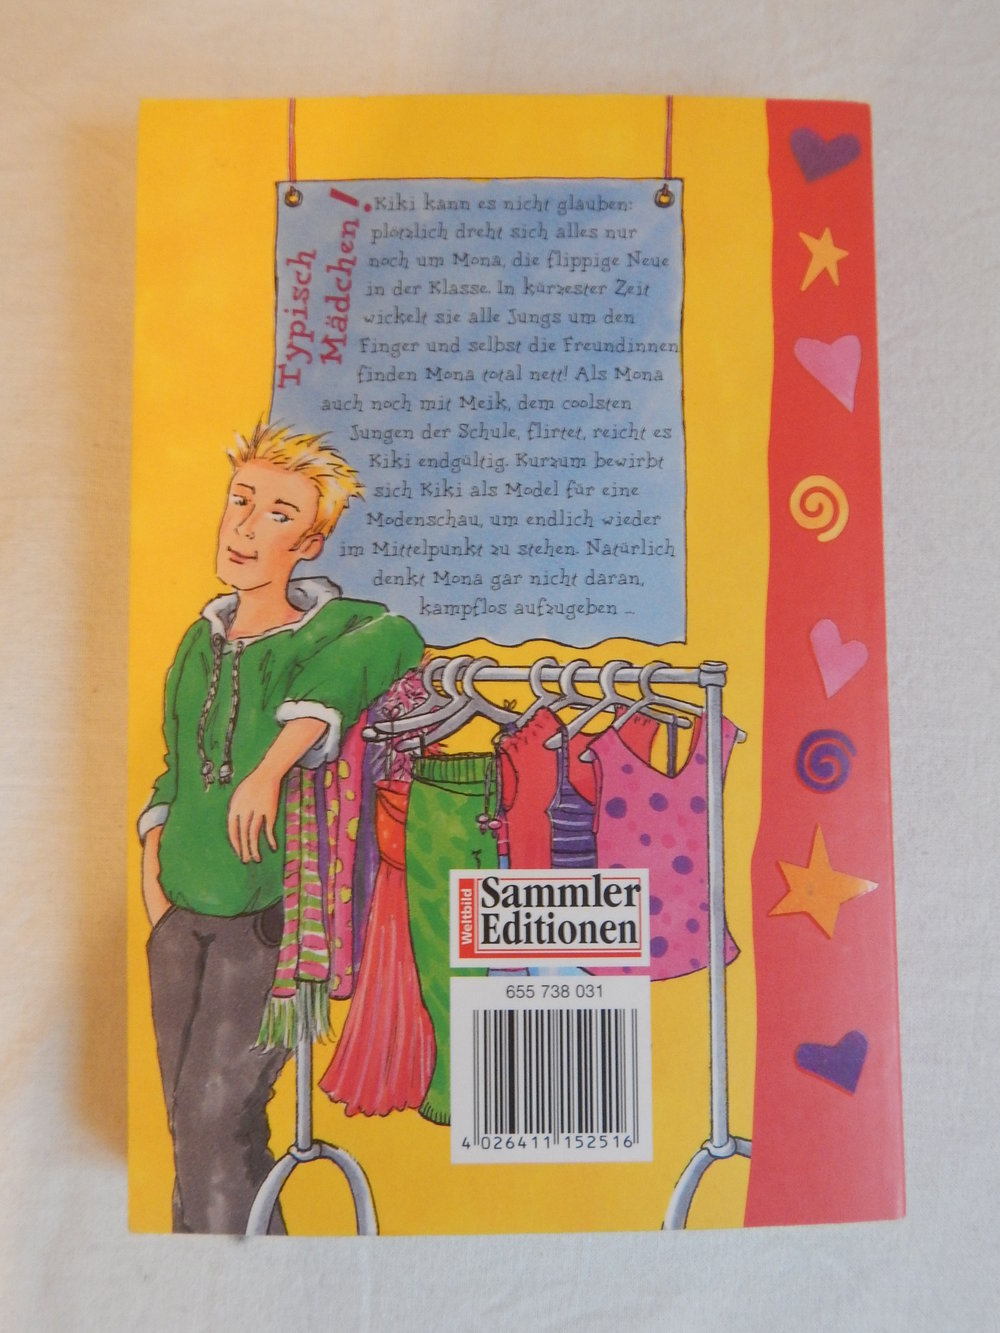 Typisch
Mädchen!
Kiki kann es nicht glauben:
plötzlich dreht sich alles nur
noch um Mona, die flippige Neue
in der Klasse. In kürzester Zeit
wickelt sie alle Jungs um den
Finger und selbst die Freundinnen
finden Mona total nett! Als Mona
auch noch mit Meik, dem coolsten
Jungen der Schule, flirtet, reicht es
Kiki endgültig. Kurzum bewirbt
sich Kiki als Model für eine
Modenschau, um endlich wieder
im Mittelpunkt zu stehen. Natürlich
denkt Mona gar nicht daran,
kampflos aufzugeben ...
Weltbild
Sammler
Editionen
655 738 031
4 026411 152516